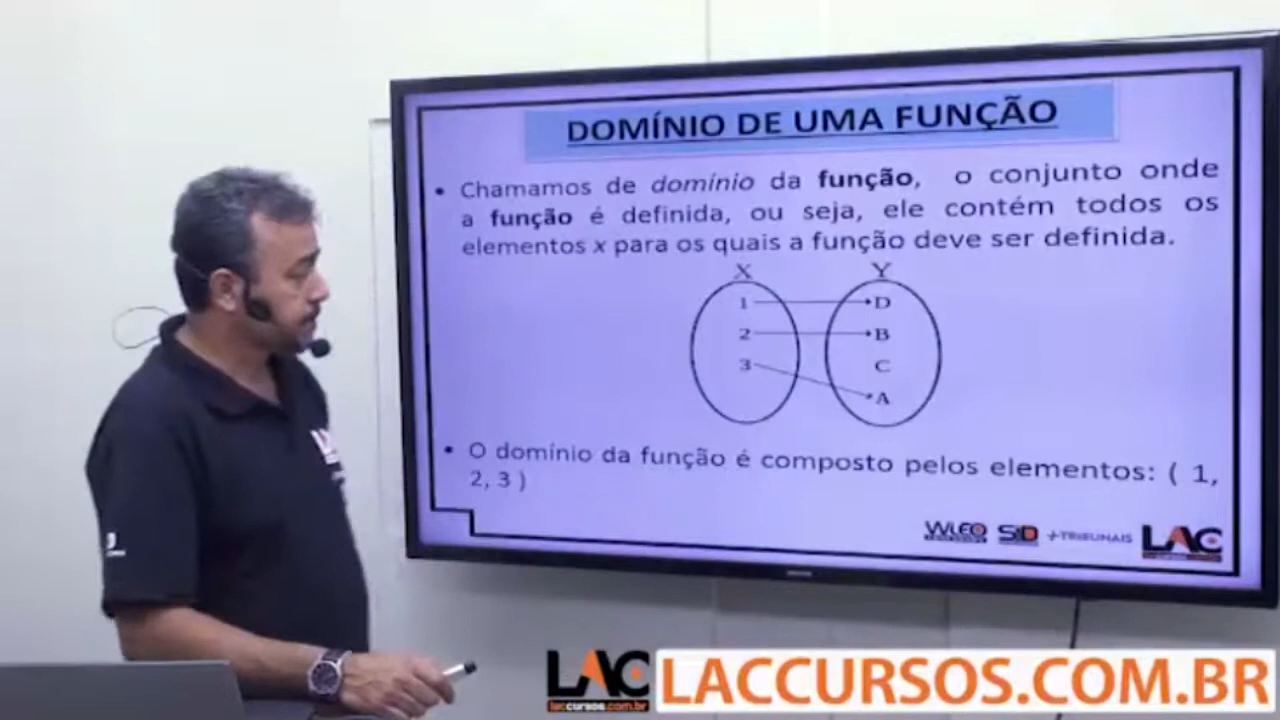 DOMÍNIO DE UMA FUNÇÃO
• Chamamos de domínio da função, o conjunto onde
a função é definida, ou seja, ele contém todos os
elementos x para os quais a função deve ser definida.
X Y
1 D
2 B
3 C
A
• O domínio da função é composto pelos elementos: ( 1,
2, 3 )
WLEO SID +TRIBUNAIS LAC
LAC
laccursos.com.br
LACCURSOS.COM.BR